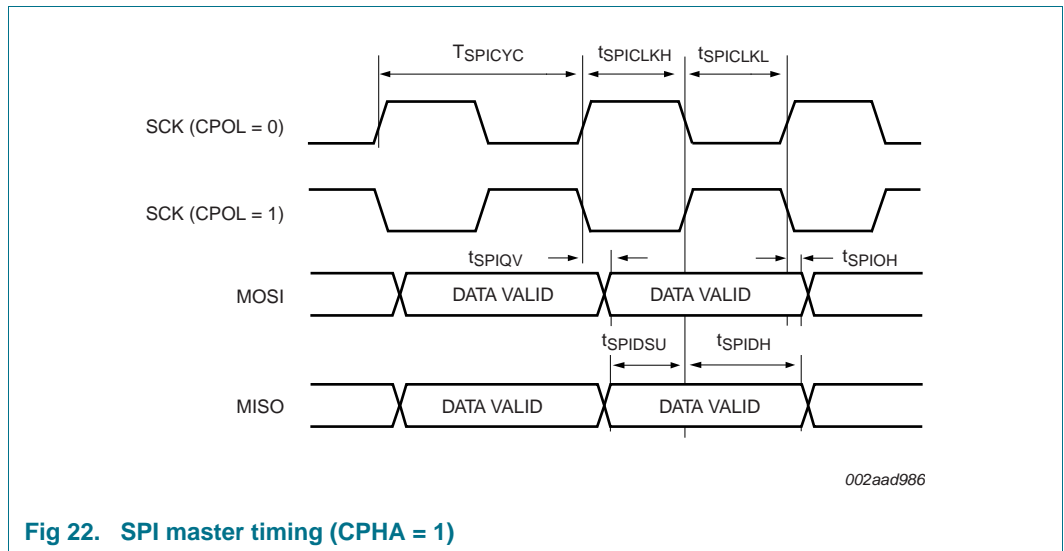 TSPICYC tSPICLKH tSPICLKL
SCK (CPOL = 0)
SCK (CPOL = 1)
tSPIQV tSPIOH
MOSI DATA VALID DATA VALID
tSPIDSU tSPIDH
MISO DATA VALID DATA VALID
002aad986
Fig 22. SPI master timing (CPHA = 1)